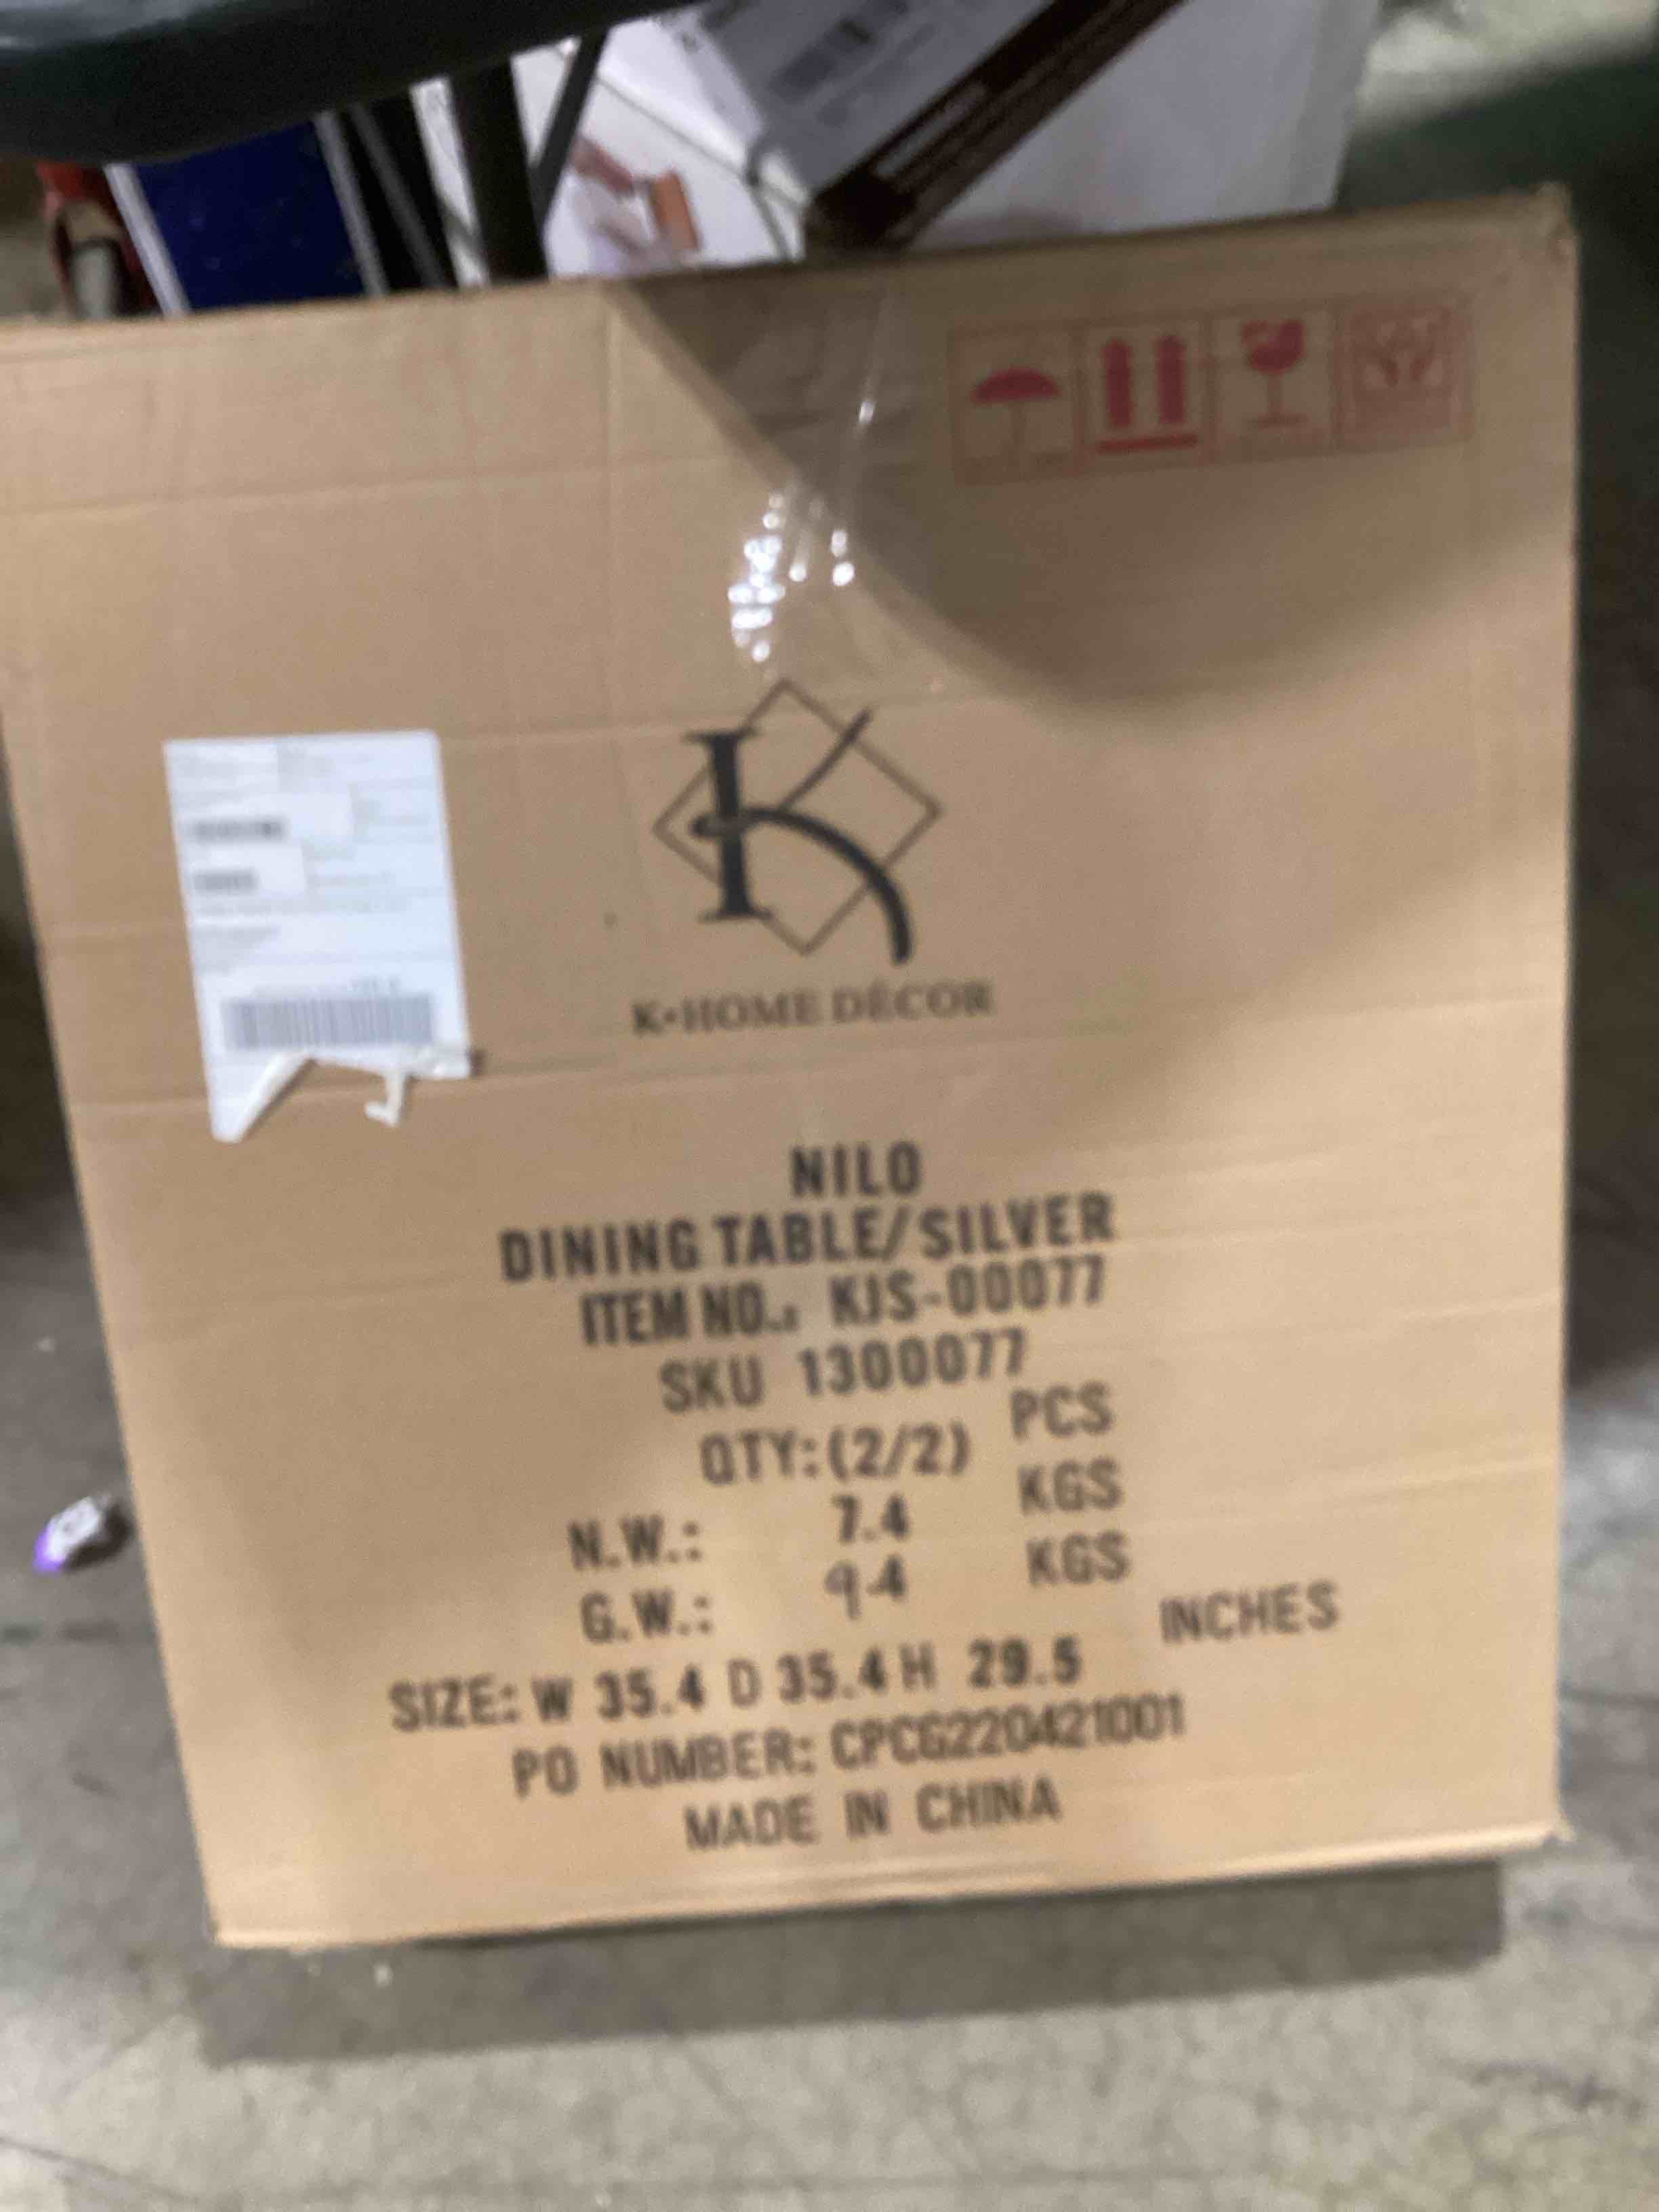 K
K•HOME DÉCOR
NILO
DINING TABLE/SILVER
ITEM NO.: KJS-00077
SKU 1300077
QTY:(2/2) PCS
N.W.: 7.4 KGS
G.W.: 9.4 KGS
SIZE: W 35.4 D 35.4 H 29.5 INCHES
PO NUMBER: CPCG220421001
MADE IN CHINA